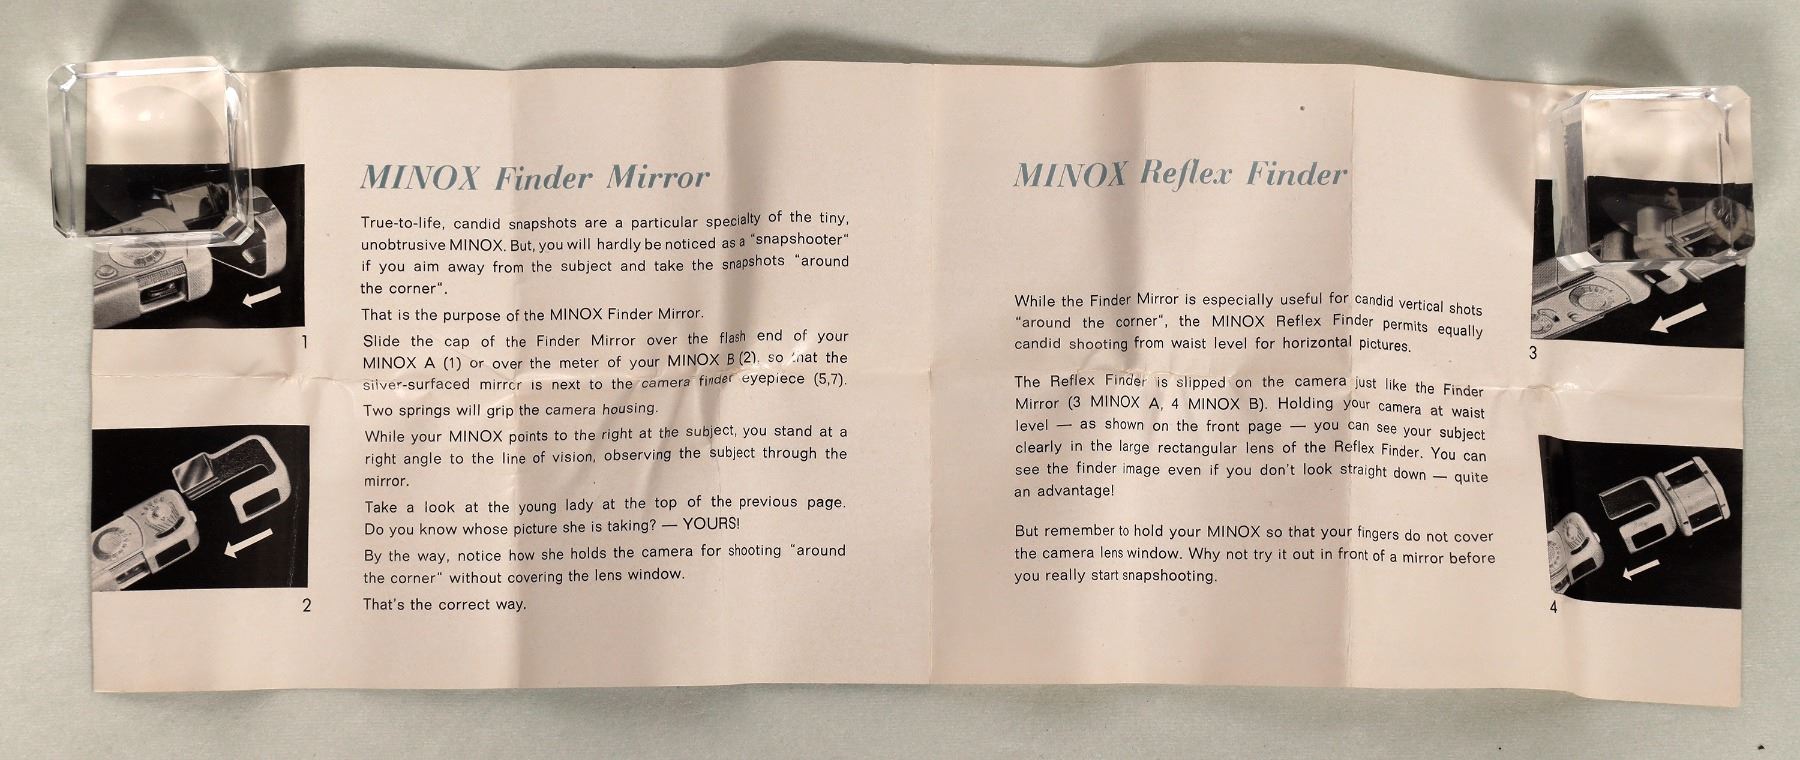 MINOX Finder Mirror
True-to-life, candid snapshots are a particular specialty of the tiny,
unobtrusive MINOX. But, you will hardly be noticed as a "snapshooter"
if you aim away from the subject and take the snapshots "around
the corner".
That is the purpose of the MINOX Finder Mirror.
Slide the cap of the Finder Mirror over the flash end of your
MINOX A (1) or over the meter of your MINOX B (2), so that the
silver-surfaced mirror is next to the camera finder eyepiece (5,7).
Two springs will grip the camera housing.
While your MINOX points to the right at the subject, you stand at a
right angle to the line of vision, observing the subject through the
mirror.
Take a look at the young lady at the top of the previous page.
Do you know whose picture she is taking? — YOURS!
By the way, notice how she holds the camera for shooting "around
the corner" without covering the lens window.
That's the correct way.
1
2
MINOX Reflex Finder
While the Finder Mirror is especially useful for candid vertical shots
"around the corner", the MINOX Reflex Finder permits equally
candid shooting from waist level for horizontal pictures.
The Reflex Finder is slipped on the camera just like the Finder
Mirror (3 MINOX A, 4 MINOX B). Holding your camera at waist
level — as shown on the front page — you can see your subject
clearly in the large rectangular lens of the Reflex Finder. You can
see the finder image even if you don't look straight down — quite
an advantage!
But remember to hold your MINOX so that your fingers do not cover
the camera lens window. Why not try it out in front of a mirror before
you really start snapshooting.
3
4